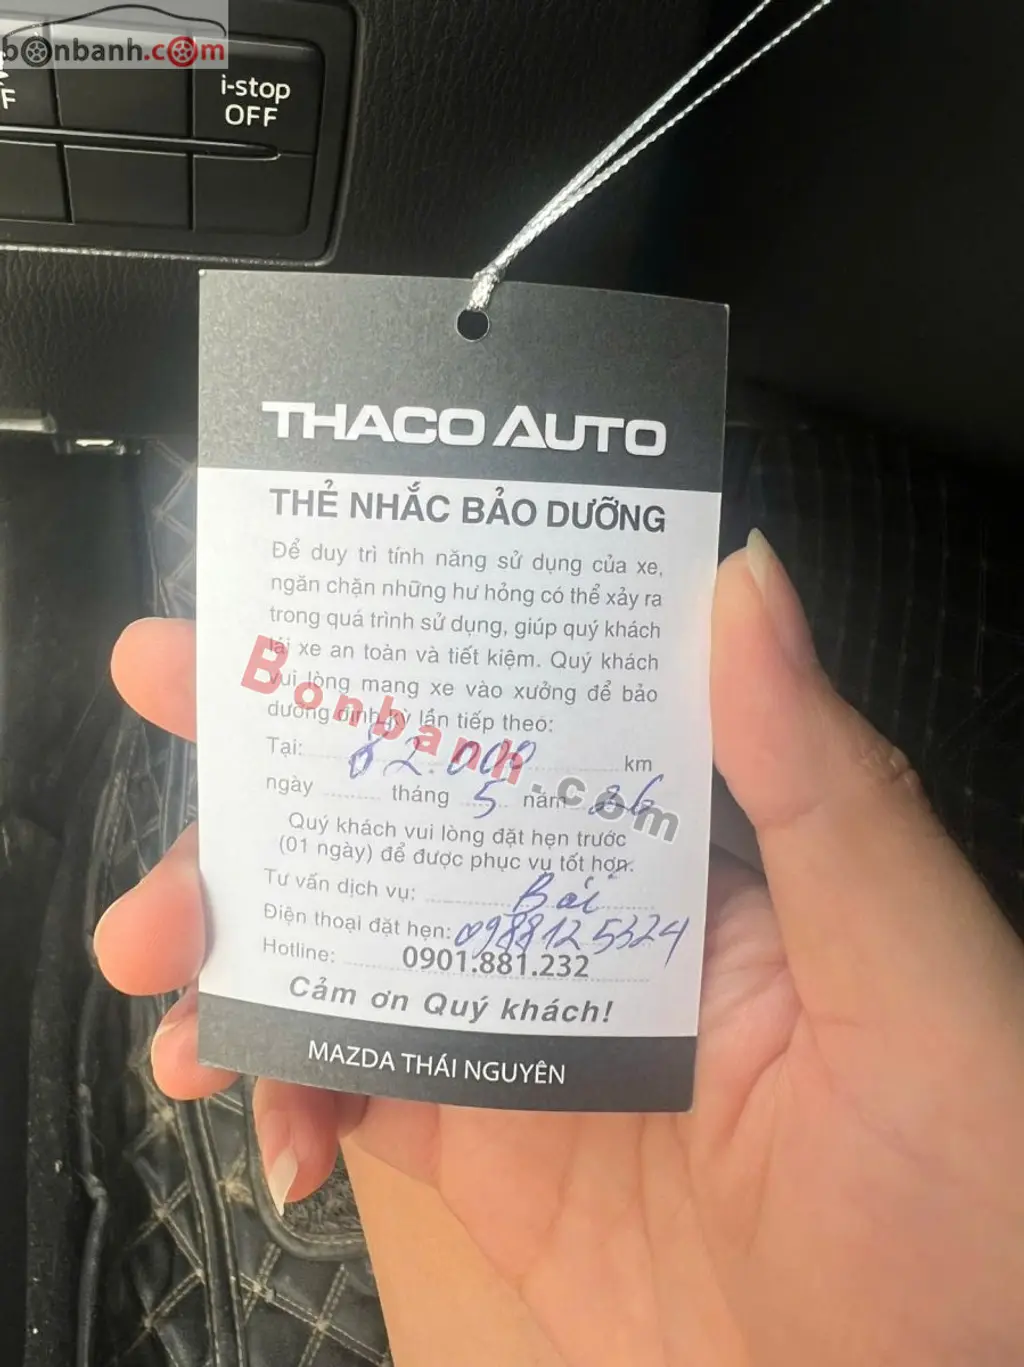 bonbanh.com
F
i-stop
OFF
THACO AUTO
THẺ NHẮC BẢO DƯỠNG
Để duy trì tính năng sử dụng của xe,
ngăn chặn những hư hỏng có thể xảy ra
trong quá trình sử dụng, giúp quý khách
lái xe an toàn và tiết kiệm. Quý khách
vui lòng mang xe vào xưởng để bảo
dưỡng định kỳ lần tiếp theo:
Bonbanh.com
Tại: 82.000 km
ngày ......... tháng 5 năm 26
Quý khách vui lòng đặt hẹn trước
(01 ngày) để được phục vụ tốt hơn.
Tư vấn dịch vụ:
Điện thoại đặt hẹn: 0988125324
Hotline: 0901.881.232
Cảm ơn Quý khách!
MAZDA THÁI NGUYÊN